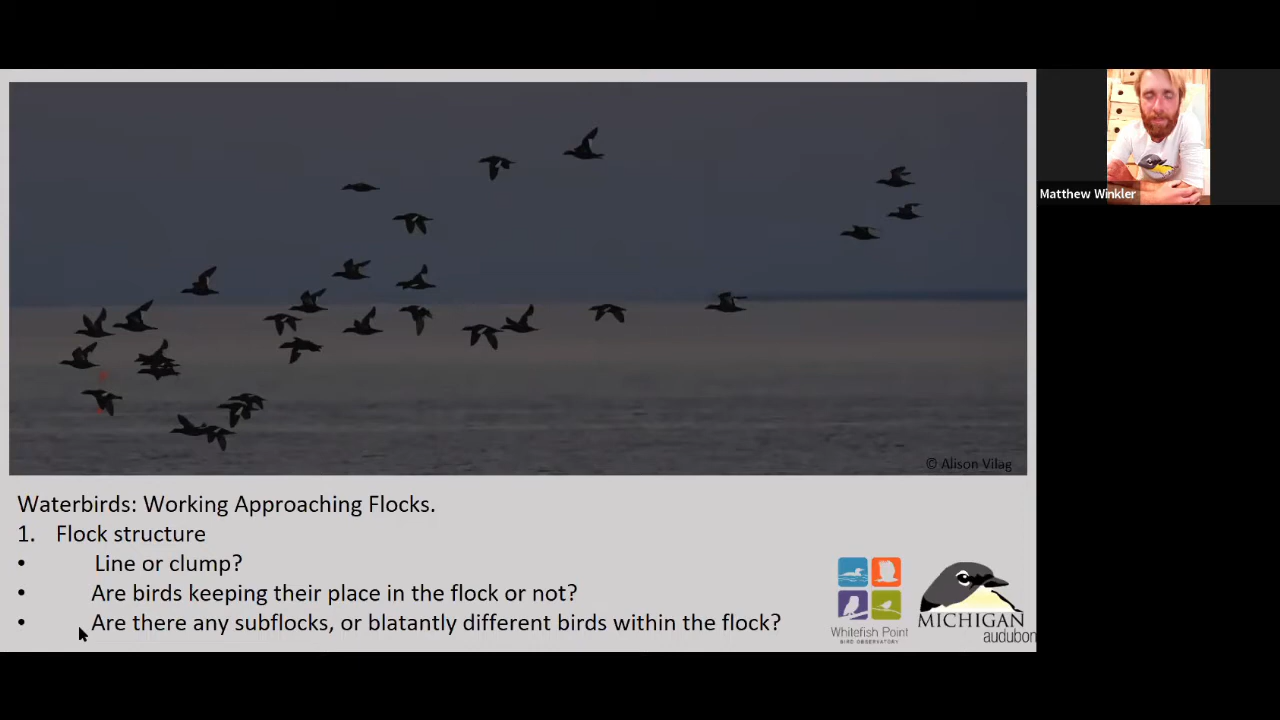 © Alison Vilag
Matthew Winkler
Waterbirds: Working Approaching Flocks.
1. Flock structure
• Line or clump?
• Are birds keeping their place in the flock or not?
• Are there any subflocks, or blatantly different birds within the flock?
Whitefish Point
BIRD OBSERVATORY
MICHIGAN
audubon